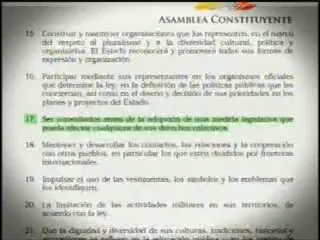 ASAMBLEA CONSTITUYENTE
15. Construir y mantener organizaciones que los representen, en el marco
del respeto al pluralismo y a la diversidad cultural, política y
organizativa. El Estado reconocerá y promoverá todas sus formas de
expresión y organización.
16. Participar mediante sus representantes en los organismos oficiales
que determine la ley, en la definición de las políticas públicas que les
conciernan, así como en el diseño y decisión de sus prioridades en los
planes y proyectos del Estado.
17. Ser consultados antes de la adopción de una medida legislativa que
pueda afectar cualquiera de sus derechos colectivos.
18. Mantener y desarrollar los contactos, las relaciones y la cooperación
con otros pueblos, en particular los que estén divididos por fronteras
internacionales.
19. Impulsar el uso de las vestimentas, los símbolos y los emblemas que
los identifiquen.
20. La limitación de las actividades militares en sus territorios, de
acuerdo con la ley.
21. Que la dignidad y diversidad de sus culturas, tradiciones, historias y